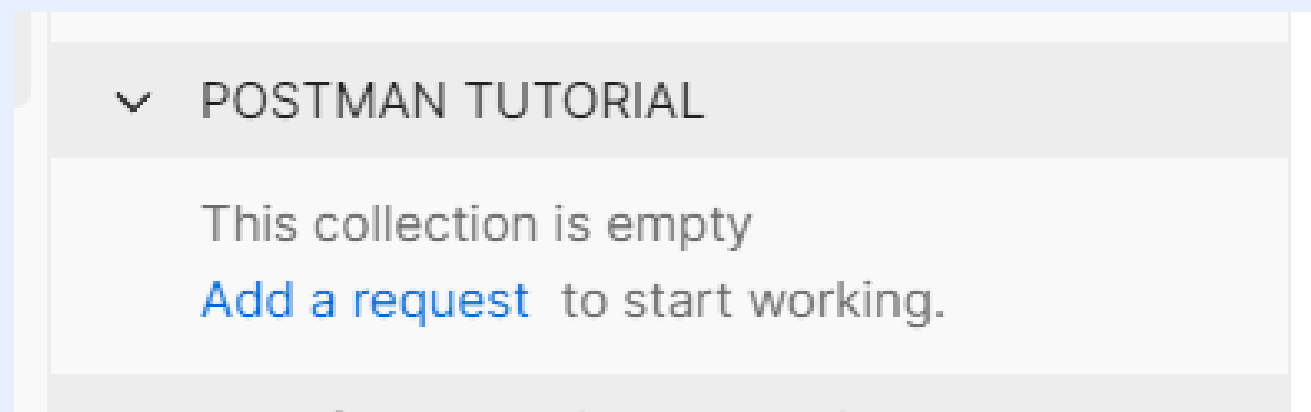 POSTMAN TUTORIAL
This collection is empty
Add a request to start working.